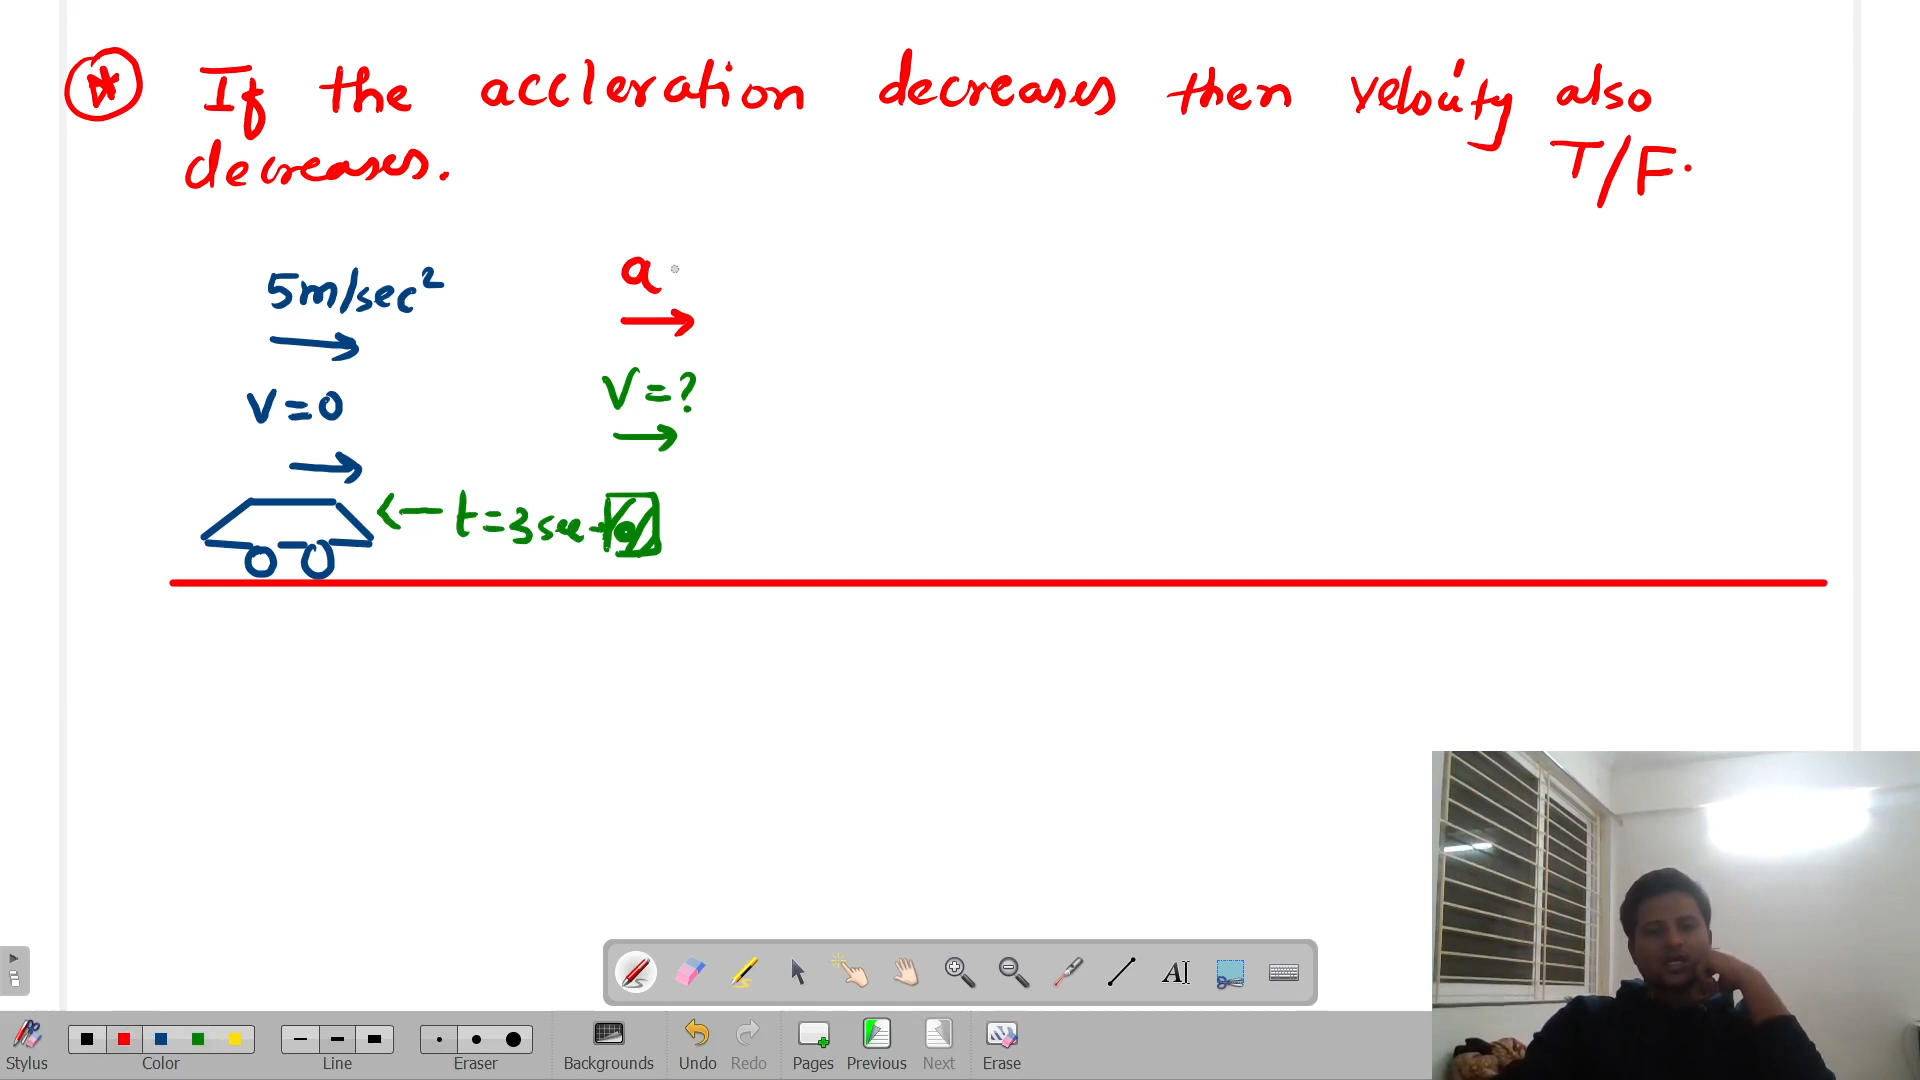 If the accleration decreases then velocity also
decreases. T/F.
5m/sec²
a
V=?
V=0
t=3sec
Stylus
Color
Line
Eraser
Backgrounds
Undo
Redo
Pages
Previous
Next
Erase